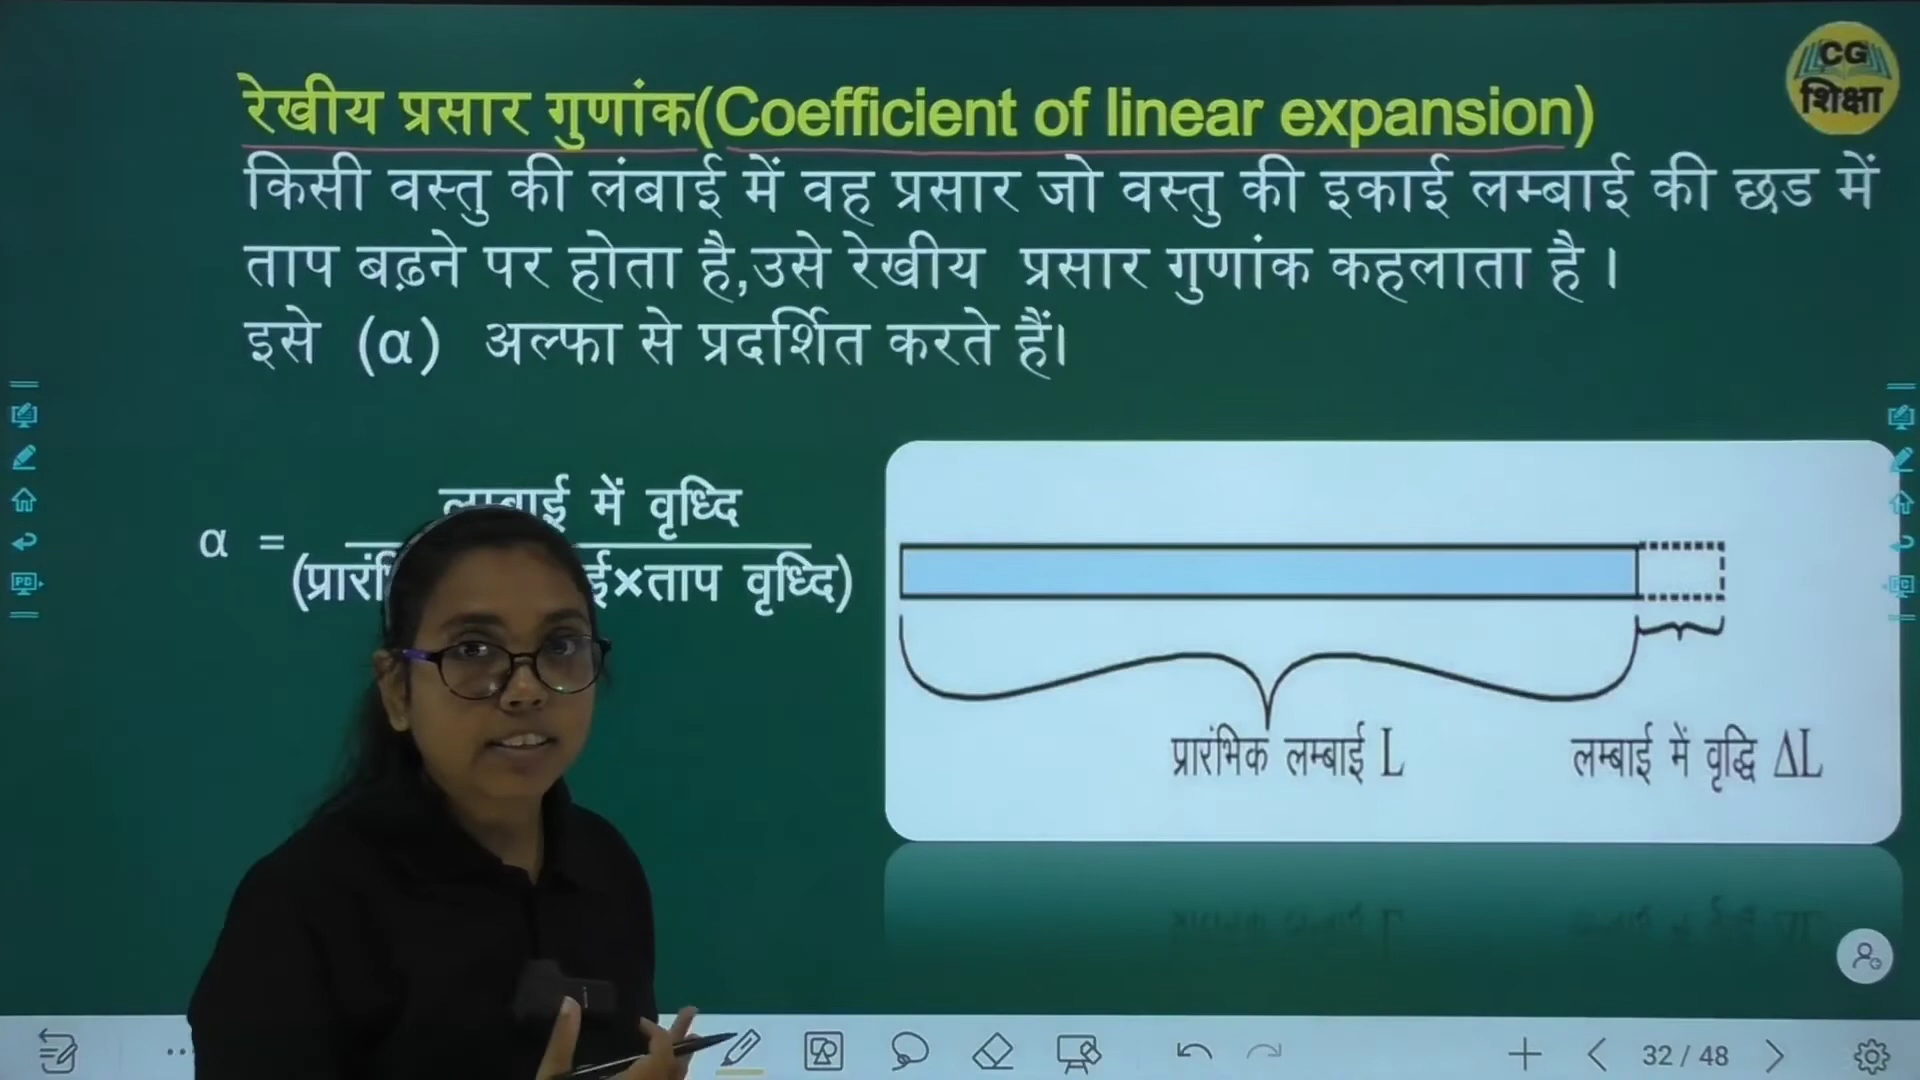 CG
शिक्षा
रेखीय प्रसार गुणांक(Coefficient of linear expansion)
किसी वस्तु की लंबाई में वह प्रसार जो वस्तु की इकाई लम्बाई की छड में
ताप बढ़ने पर होता है,उसे रेखीय प्रसार गुणांक कहलाता है ।
इसे (α) अल्फा से प्रदर्शित करते हैं।
लम्बाई में वृध्दि
α =
×ताप वृध्दि)
प्रारंभिक लम्बाई L
लम्बाई में वृद्धि ΔL
32 / 48